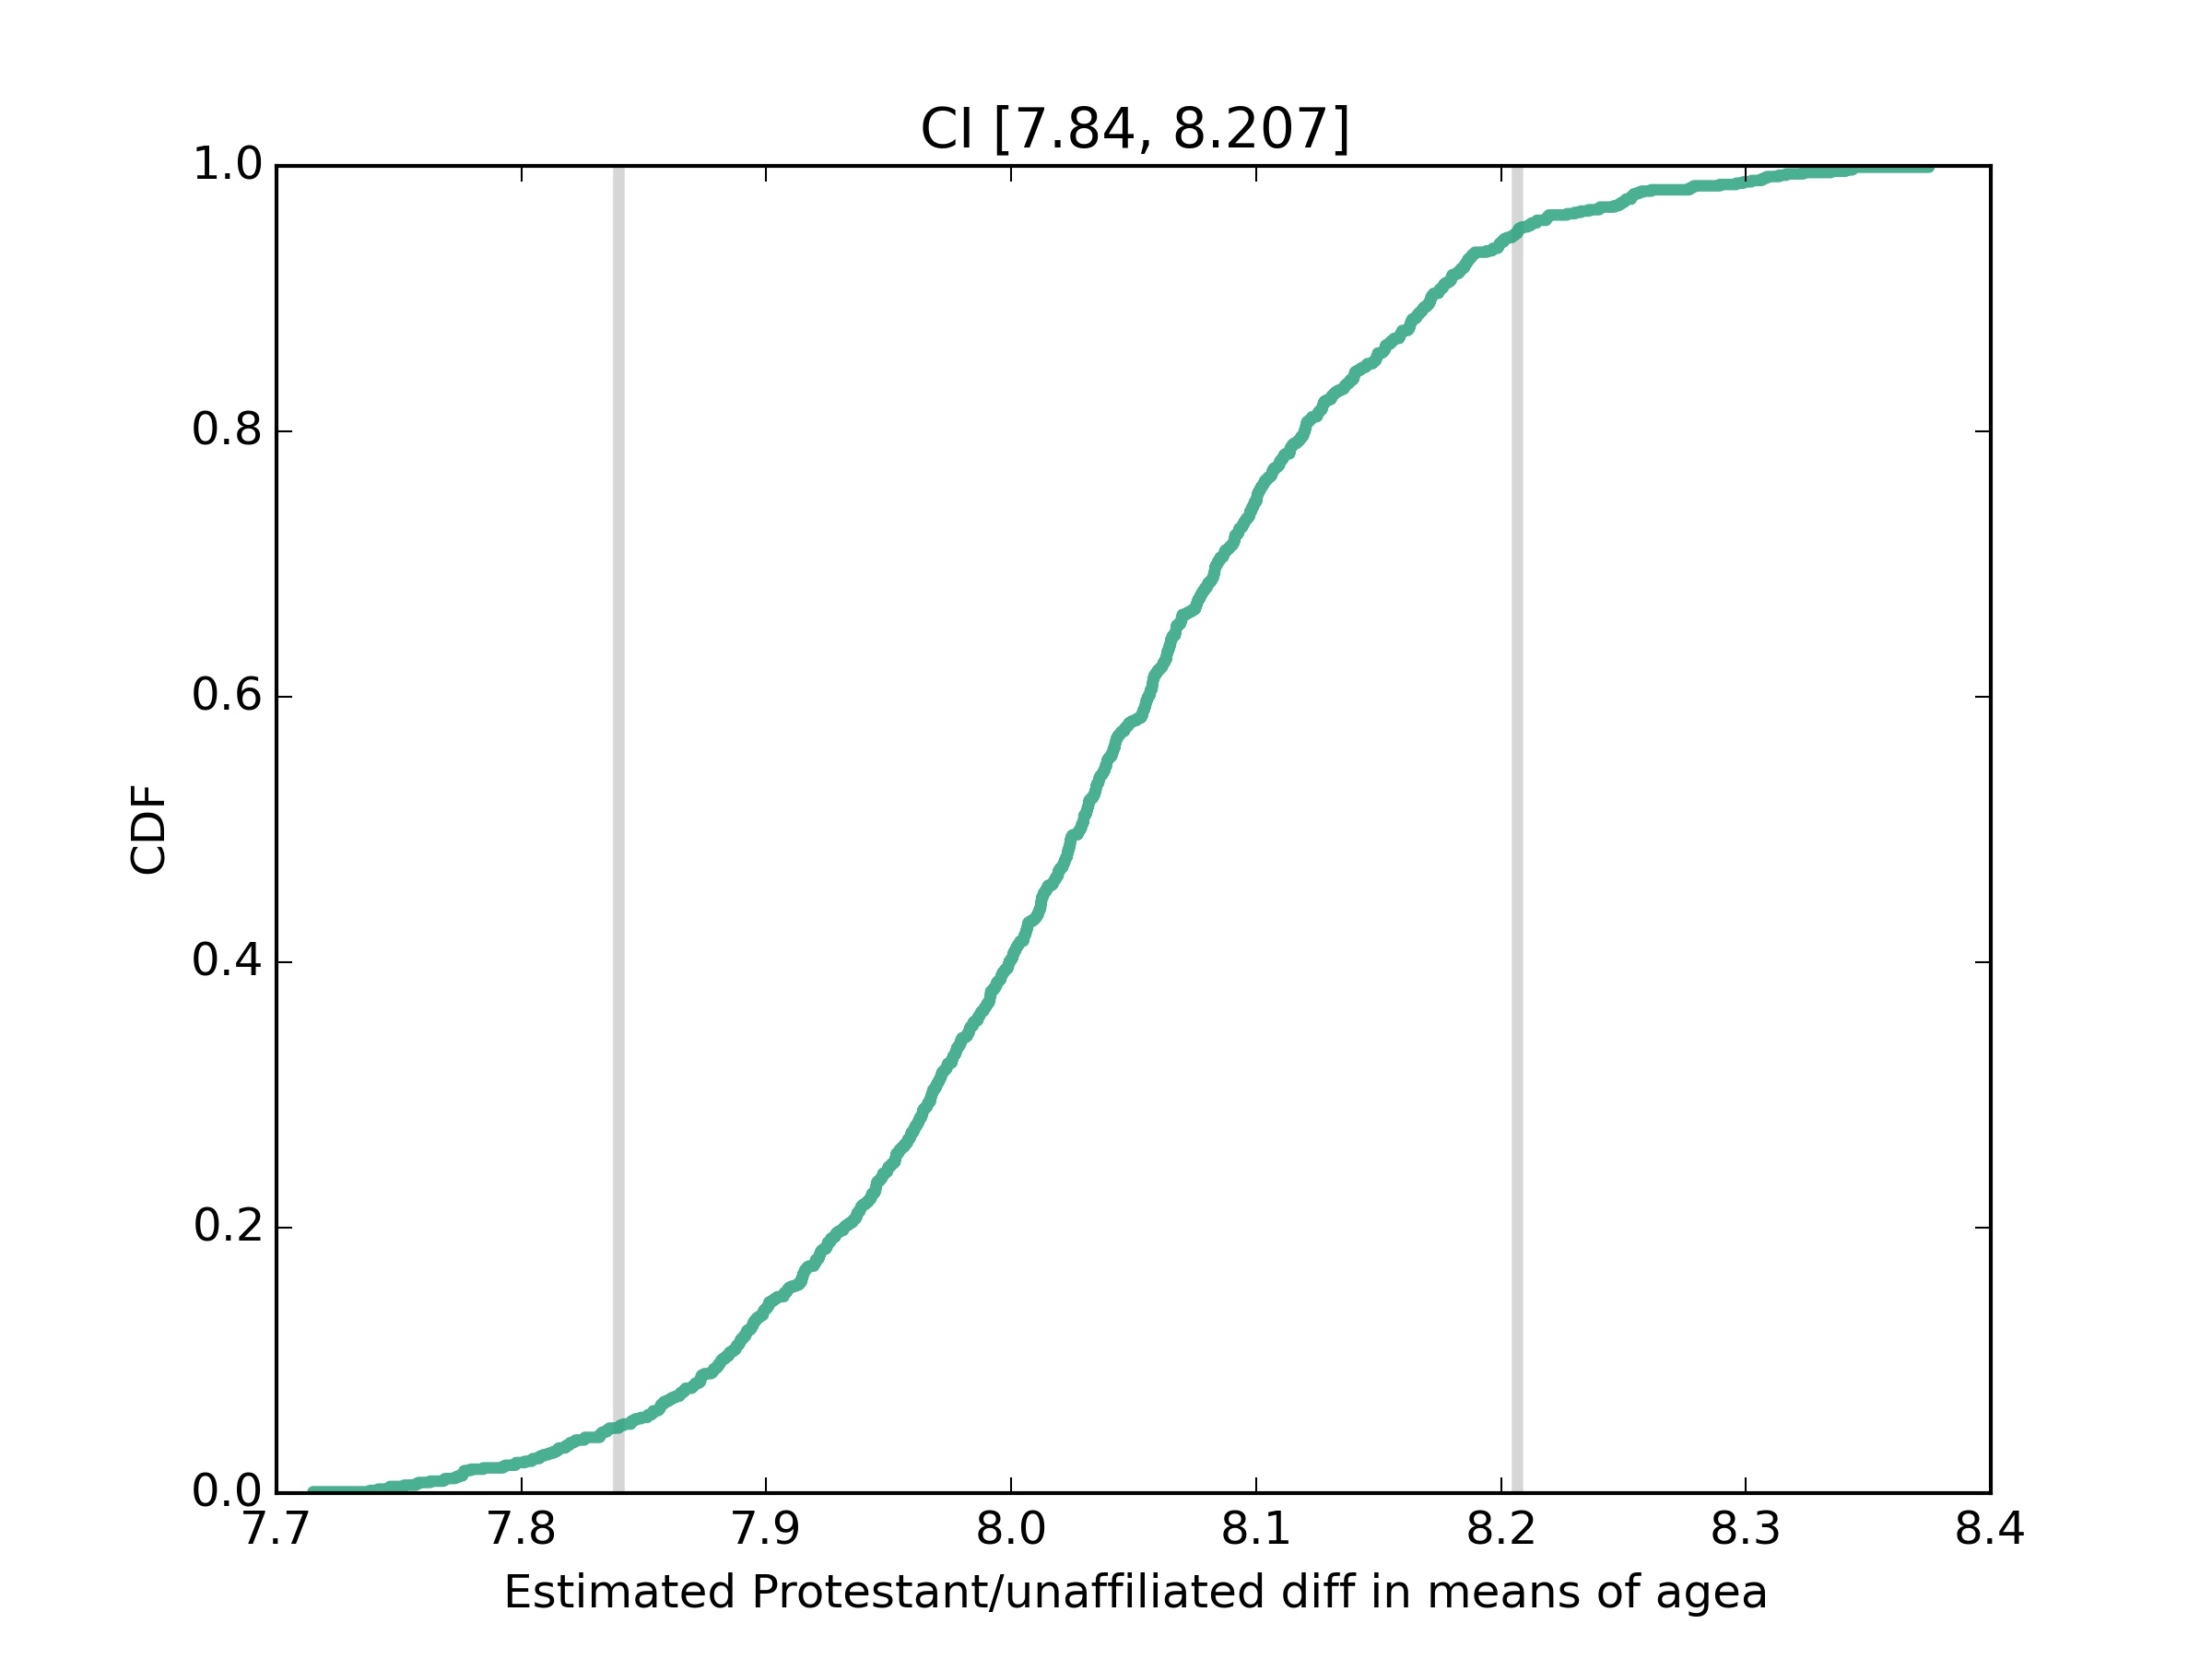 CI [7.84, 8.207]
1.0
0.8
0.6
0.4
0.2
0.0
CDF
7.7 7.8 7.9 8.0 8.1 8.2 8.3 8.4
Estimated Protestant/unaffiliated diff in means of agea